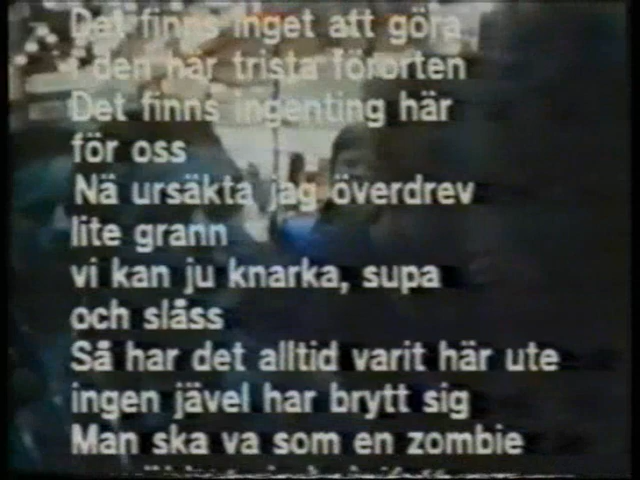 Det finns inget att göra
i den här trista förorten
Det finns ingenting här
för oss
Nä ursäkta jag överdrev
lite grann
vi kan ju knarka, supa
och slåss
Så har det alltid varit här ute
ingen jävel har brytt sig
Man ska va som en zombie